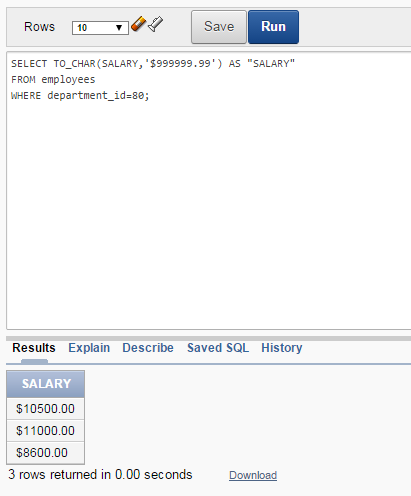 Rows 10 Save Run
SELECT TO_CHAR(SALARY,'$999999.99') AS "SALARY"
FROM employees
WHERE department_id=80;
Results Explain Describe Saved SQL History
SALARY
$10500.00
$11000.00
$8600.00
3 rows returned in 0.00 seconds Download